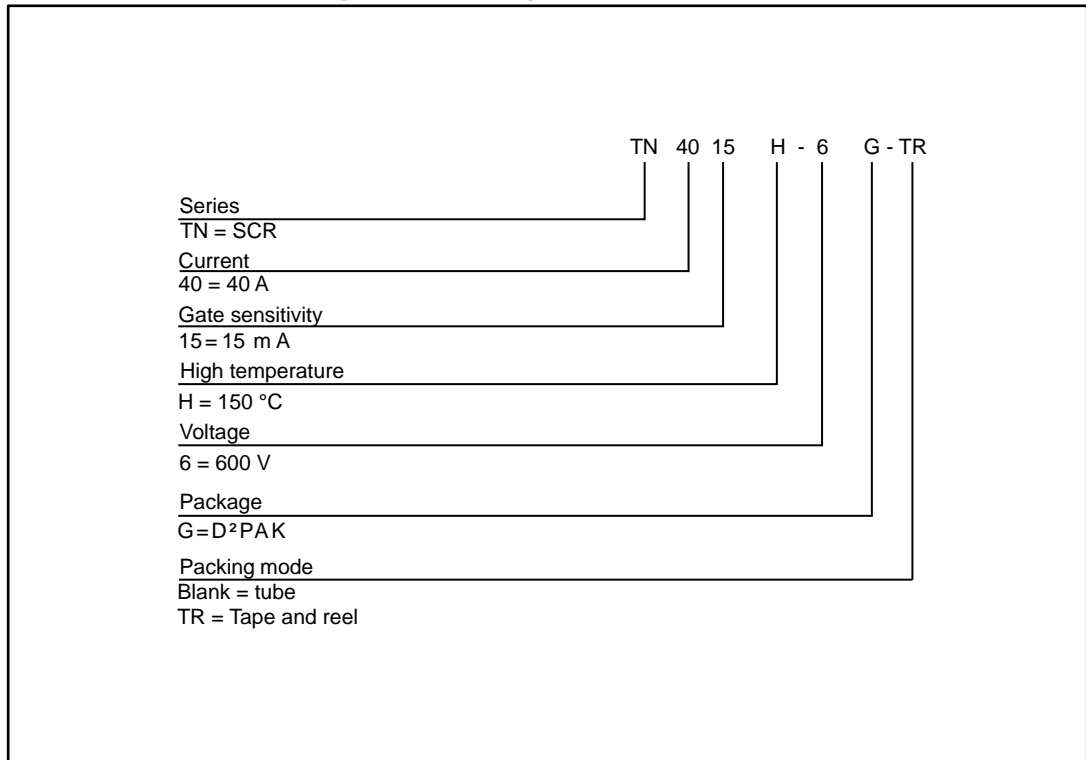 TN 40 15 H - 6 G - TR
Series
TN = SCR
Current
40 = 40 A
Gate sensitivity
15 = 15 m A
High temperature
H = 150 °C
Voltage
6 = 600 V
Package
G=D²PAK
Packing mode
Blank = tube
TR = Tape and reel